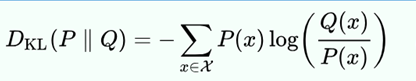 D_KL(P ∥ Q) = − ∑_{x∈𝒳} P(x) log(Q(x)/P(x))